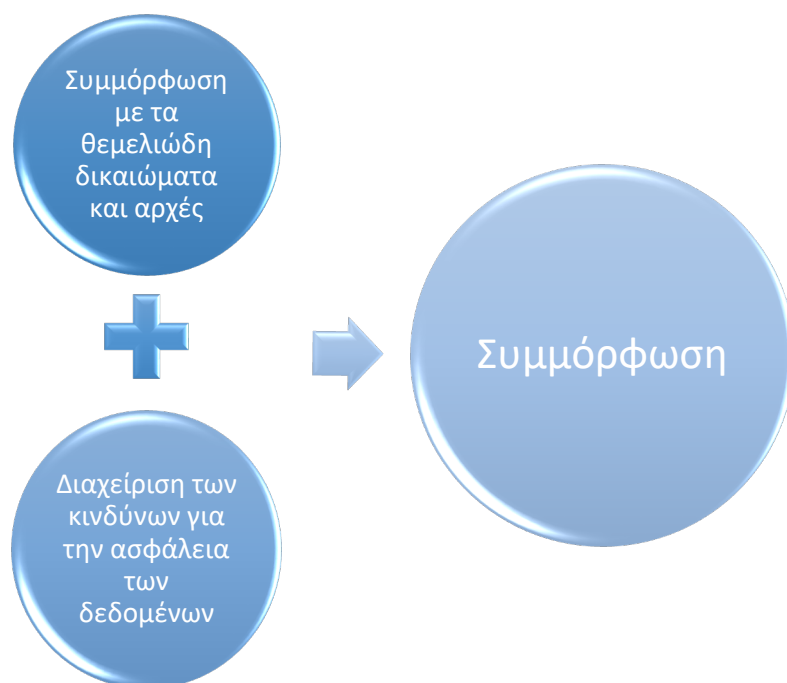 Συμμόρφωση
με τα
θεμελιώδη
δικαιώματα
και αρχές
Διαχείριση των
κινδύνων για
την ασφάλεια
των
δεδομένων
Συμμόρφωση